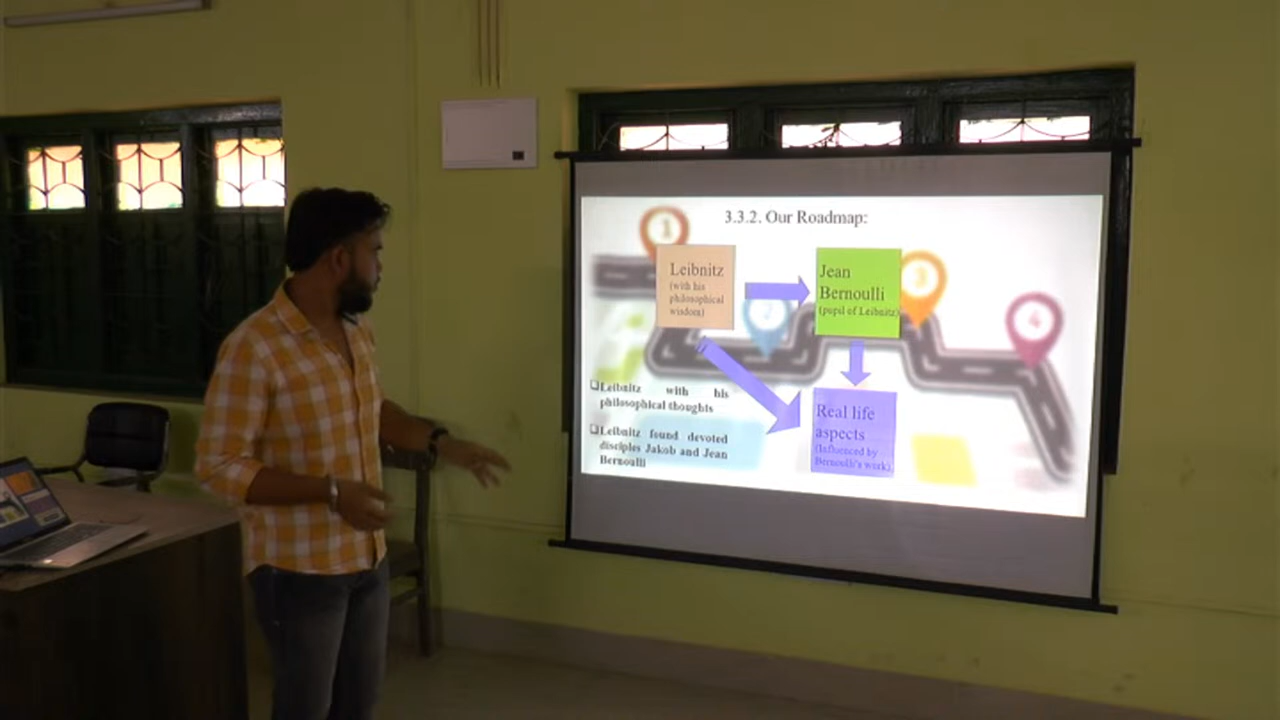 3.3.2. Our Roadmap:
1
Leibnitz
(with his
philosophical
wisdom)
Jean
Bernoulli
(pupil of Leibnitz)
2
3
4
❑Leibnitz with his
philosophical thoughts
❑Leibnitz found devoted
disciples Jakob and Jean
Bernoulli
Real life
aspects
(Influenced by
Bernoulli's work)